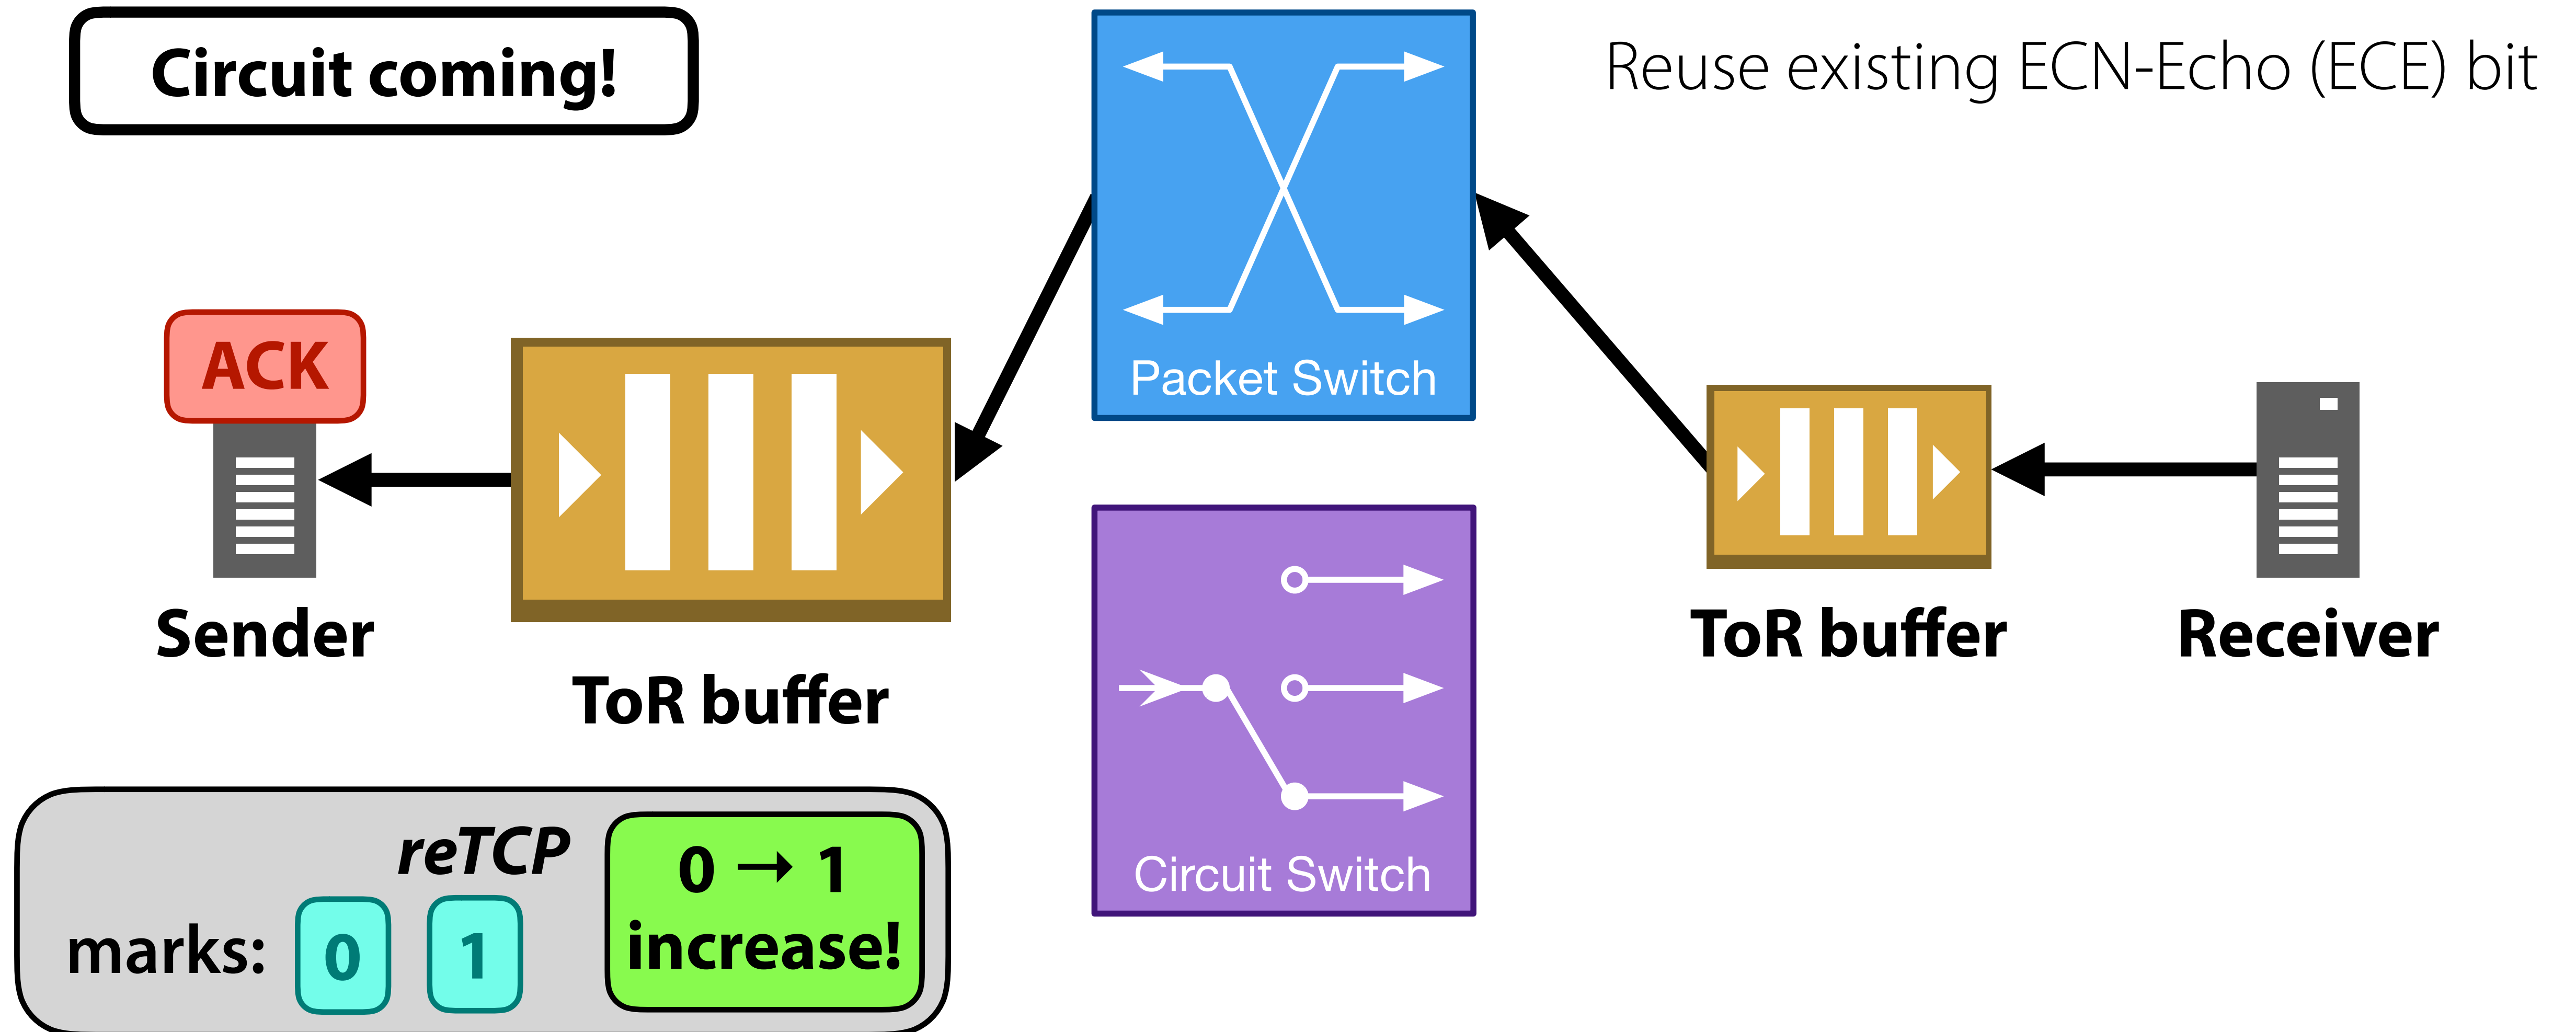 Circuit coming!
Reuse existing ECN-Echo (ECE) bit
ACK
Packet Switch
Sender
ToR buffer
ToR buffer
Receiver
Circuit Switch
reTCP
marks: 0 1
0 → 1
increase!